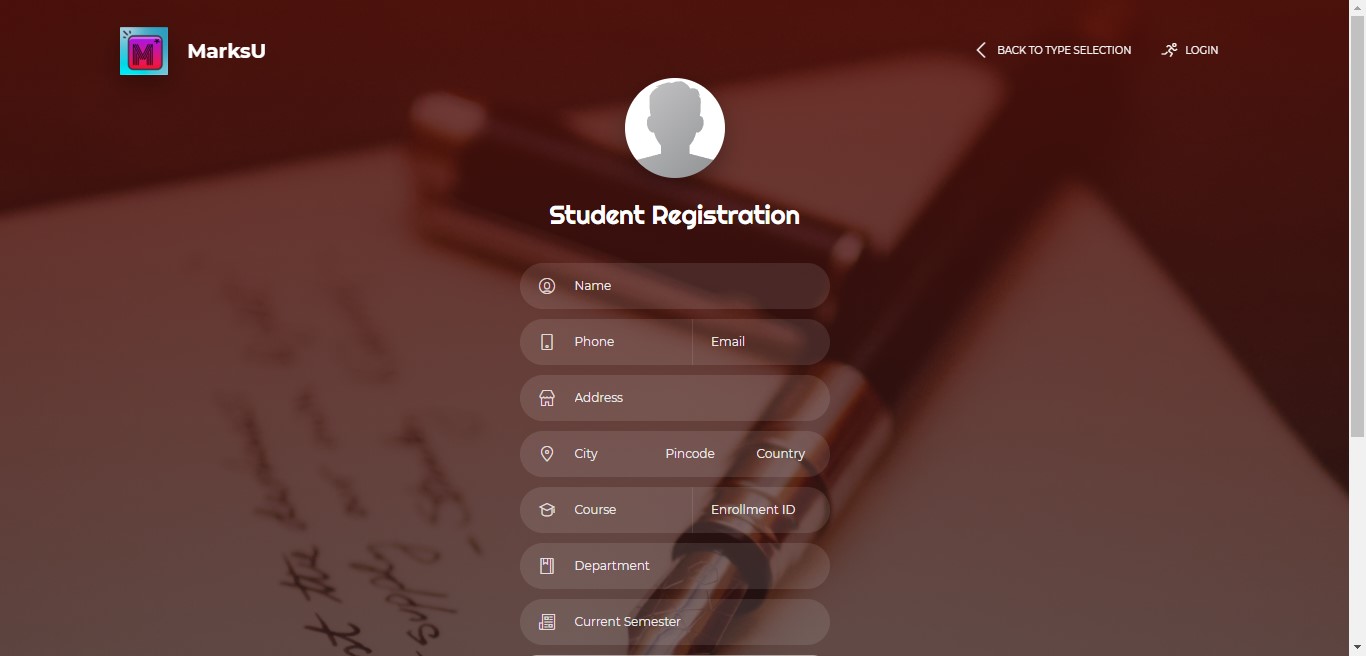 M
MarksU
BACK TO TYPE SELECTION
LOGIN
Student Registration
Name
Phone Email
Address
City Pincode Country
Course Enrollment ID
Department
Current Semester